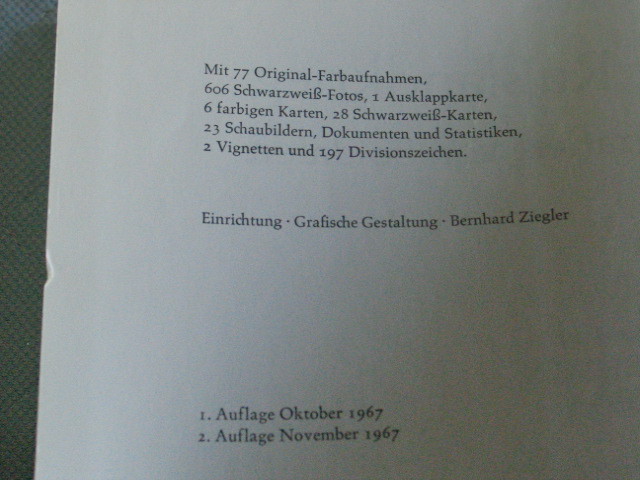 Mit 77 Original-Farbaufnahmen,
606 Schwarzweiß-Fotos, 1 Ausklappkarte,
6 farbigen Karten, 28 Schwarzweiß-Karten,
23 Schaubildern, Dokumenten und Statistiken,
2 Vignetten und 197 Divisionszeichen.
Einrichtung · Grafische Gestaltung · Bernhard Ziegler
1. Auflage Oktober 1967
2. Auflage November 1967